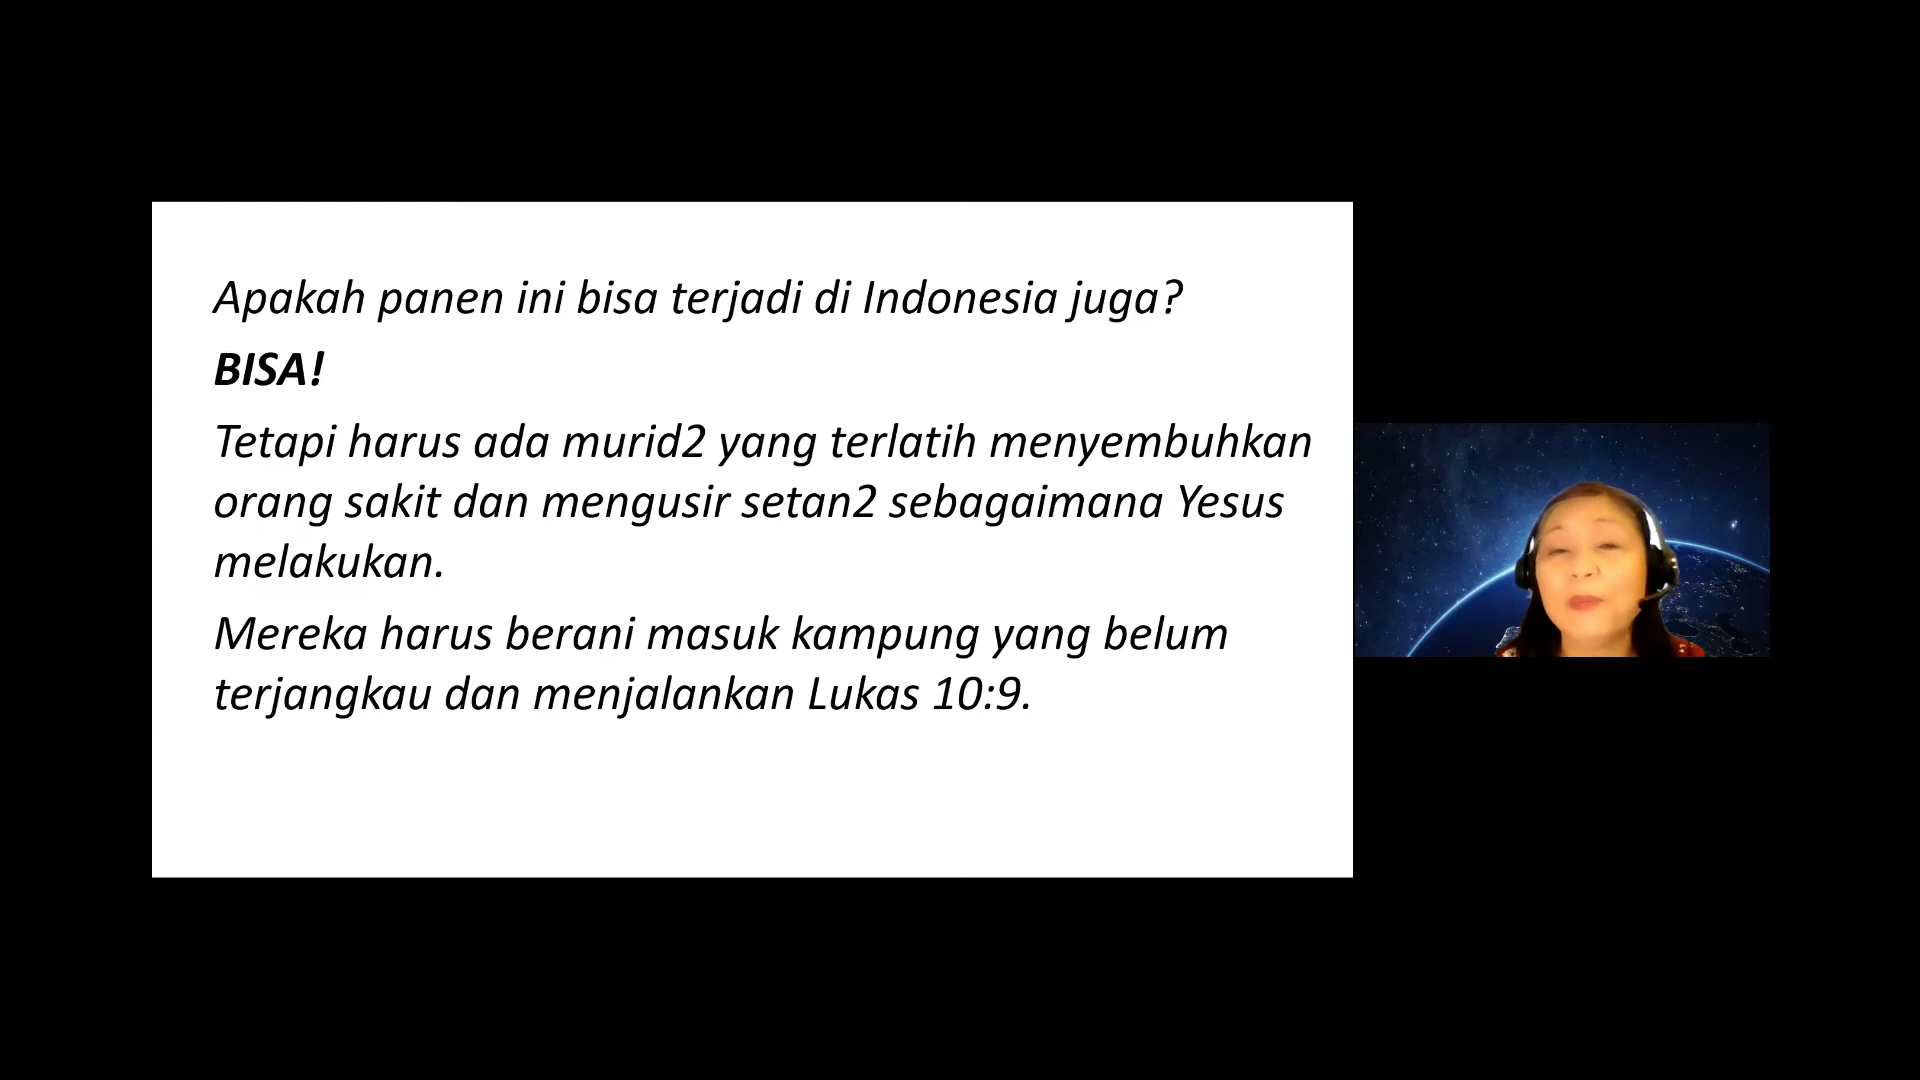 Apakah panen ini bisa terjadi di Indonesia juga?
BISA!
Tetapi harus ada murid2 yang terlatih menyembuhkan
orang sakit dan mengusir setan2 sebagaimana Yesus
melakukan.
Mereka harus berani masuk kampung yang belum
terjangkau dan menjalankan Lukas 10:9.